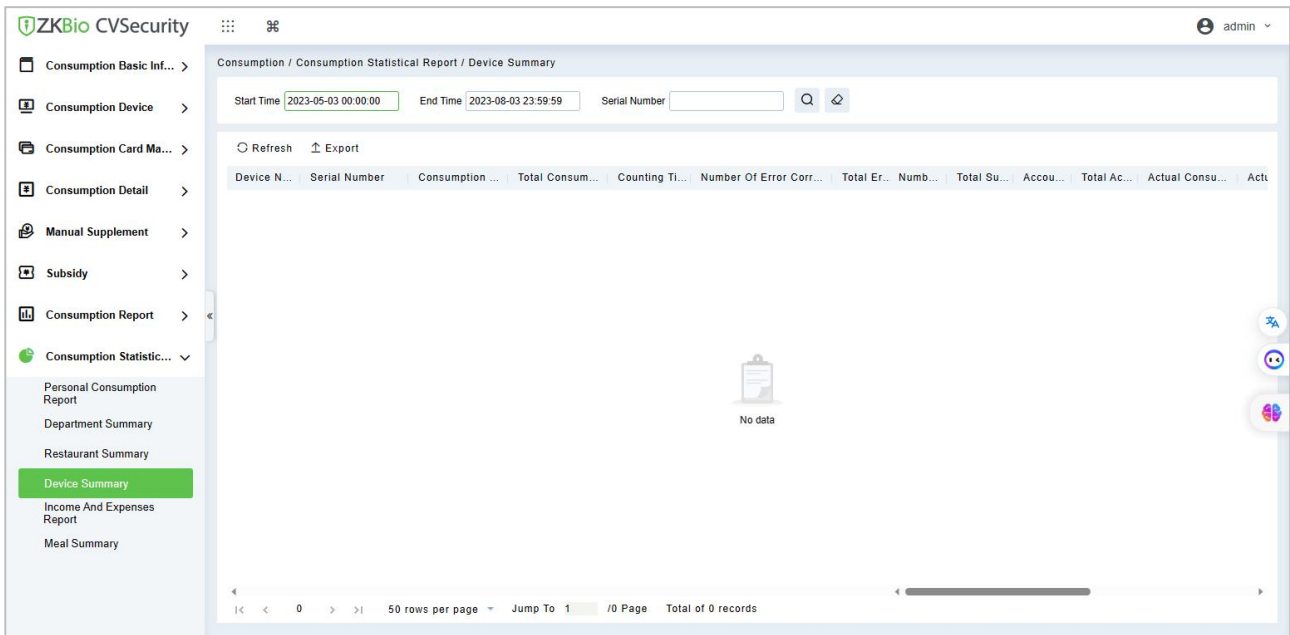 ZKBio CVSecurity
admin
Consumption Basic Inf...
Consumption Device
Consumption Card Ma...
Consumption Detail
Manual Supplement
Subsidy
Consumption Report
Consumption Statistic...
Personal Consumption
Report
Department Summary
Restaurant Summary
Device Summary
Income And Expenses
Report
Meal Summary
Consumption / Consumption Statistical Report / Device Summary
Start Time 2023-05-03 00:00:00 End Time 2023-08-03 23:59:59 Serial Number
Refresh Export
Device N... Serial Number Consumption ... Total Consum... Counting Ti... Number Of Error Corr... Total Er... Numb... Total Su... Accou... Total Ac... Actual Consu... Actu
No data
0 50 rows per page Jump To 1 /0 Page Total of 0 records